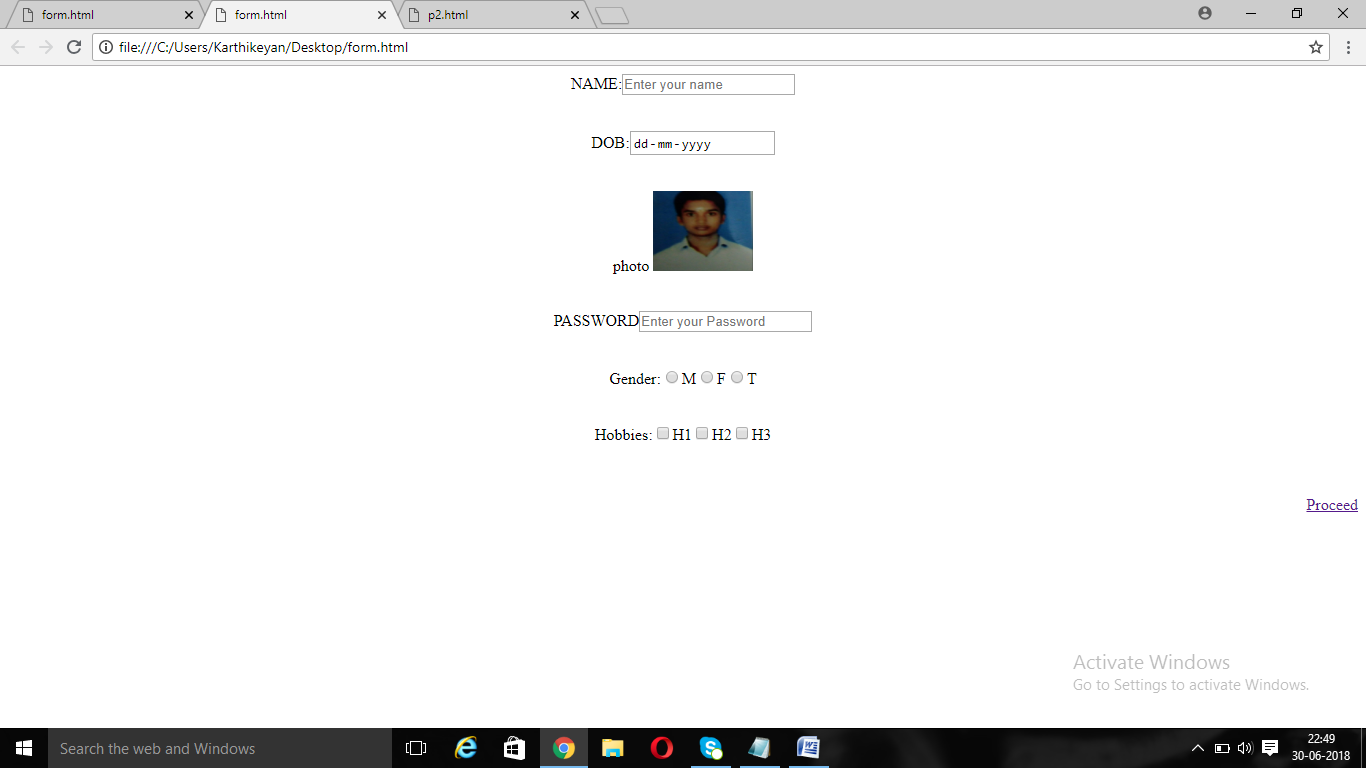 form.html
form.html
p2.html
file:///C:/Users/Karthikeyan/Desktop/form.html
NAME:Enter your name
DOB:dd-mm-yyyy
photo
PASSWORDEnter your Password
Gender: M F T
Hobbies: H1 H2 H3
Proceed
Activate Windows
Go to Settings to activate Windows.
Search the web and Windows
22:49
30-06-2018